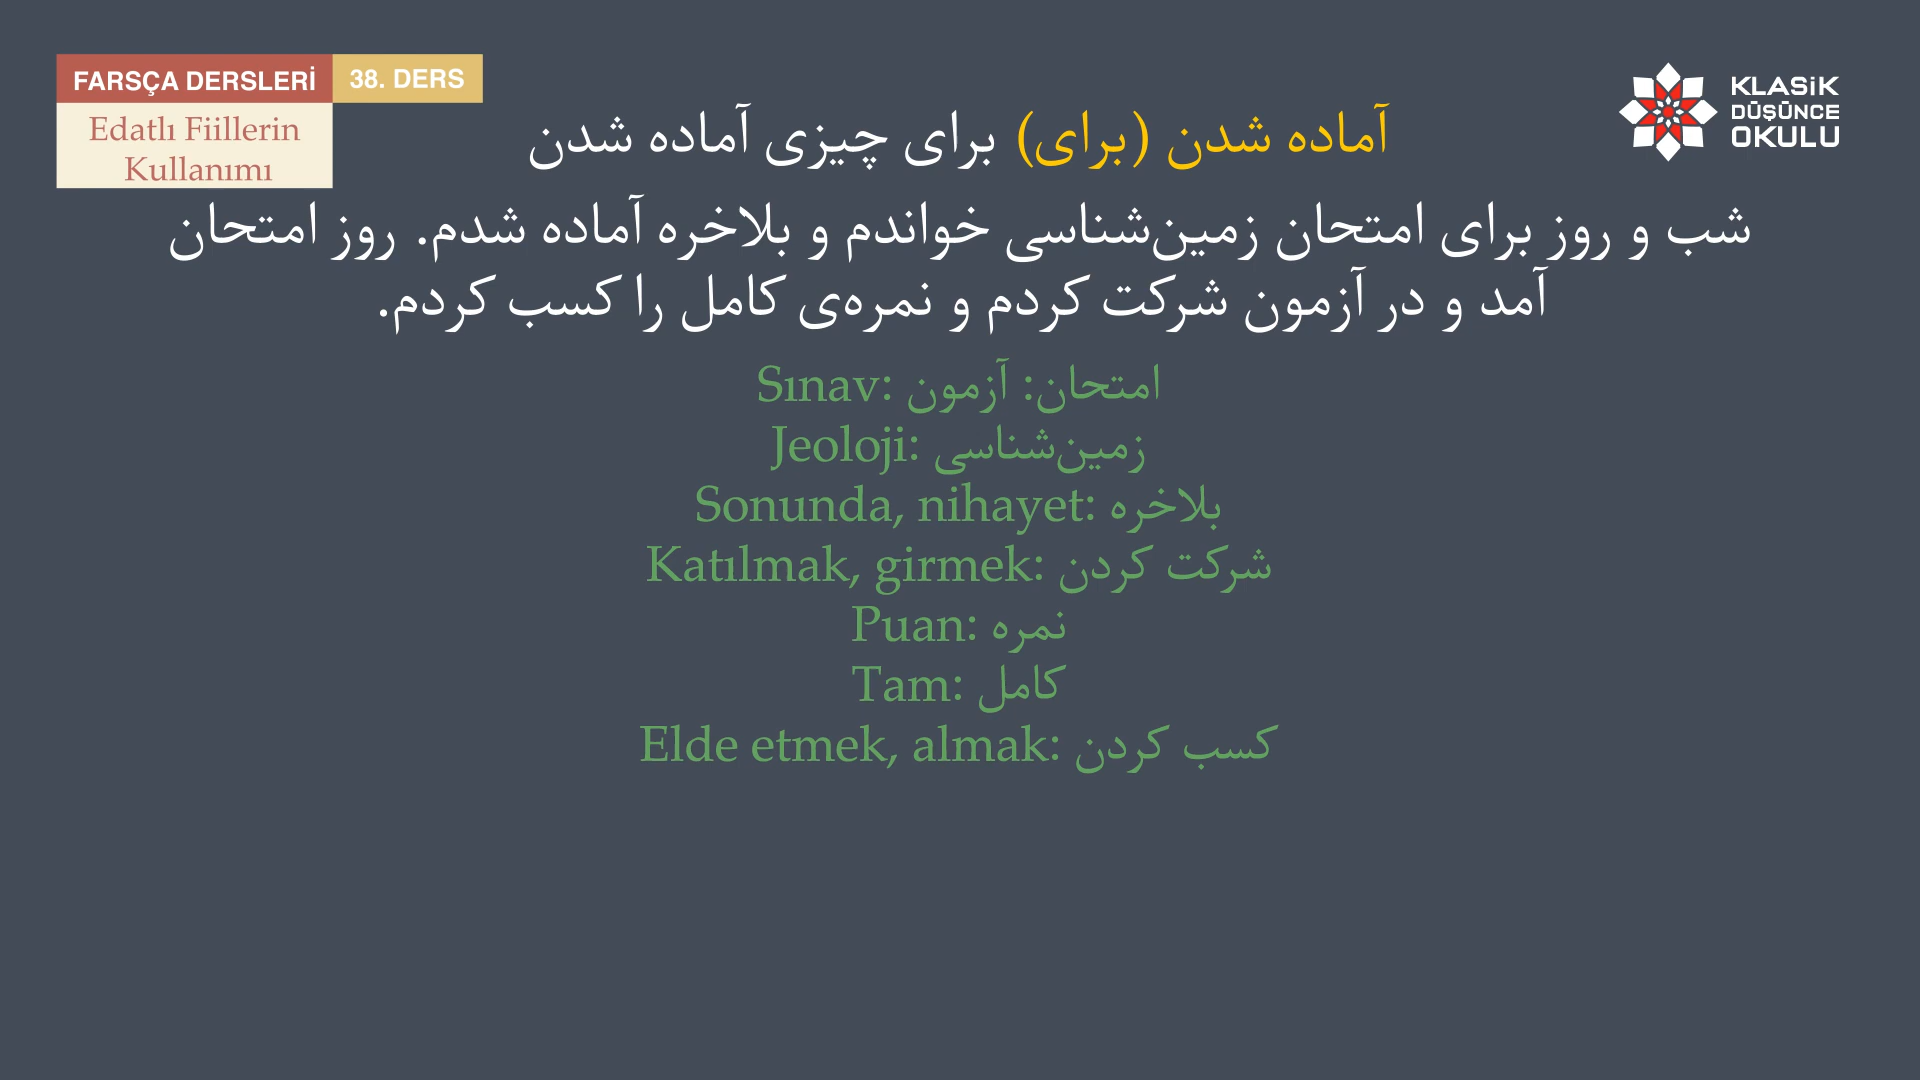 FARSÇA DERSLERİ 38. DERS
Edatlı Fiillerin
Kullanımı
KLASiK
DÜŞÜNCE
OKULU
آماده شدن (برای) برای چیزی آماده شدن
شب و روز برای امتحان زمین‌شناسی خواندم و بلاخره آماده شدم. روز امتحان
آمد و در آزمون شرکت کردم و نمره‌ی کامل را کسب کردم.
Sınav: امتحان: آزمون
Jeoloji: زمین‌شناسی
Sonunda, nihayet: بلاخره
Katılmak, girmek: شرکت کردن
Puan: نمره
Tam: کامل
Elde etmek, almak: کسب کردن